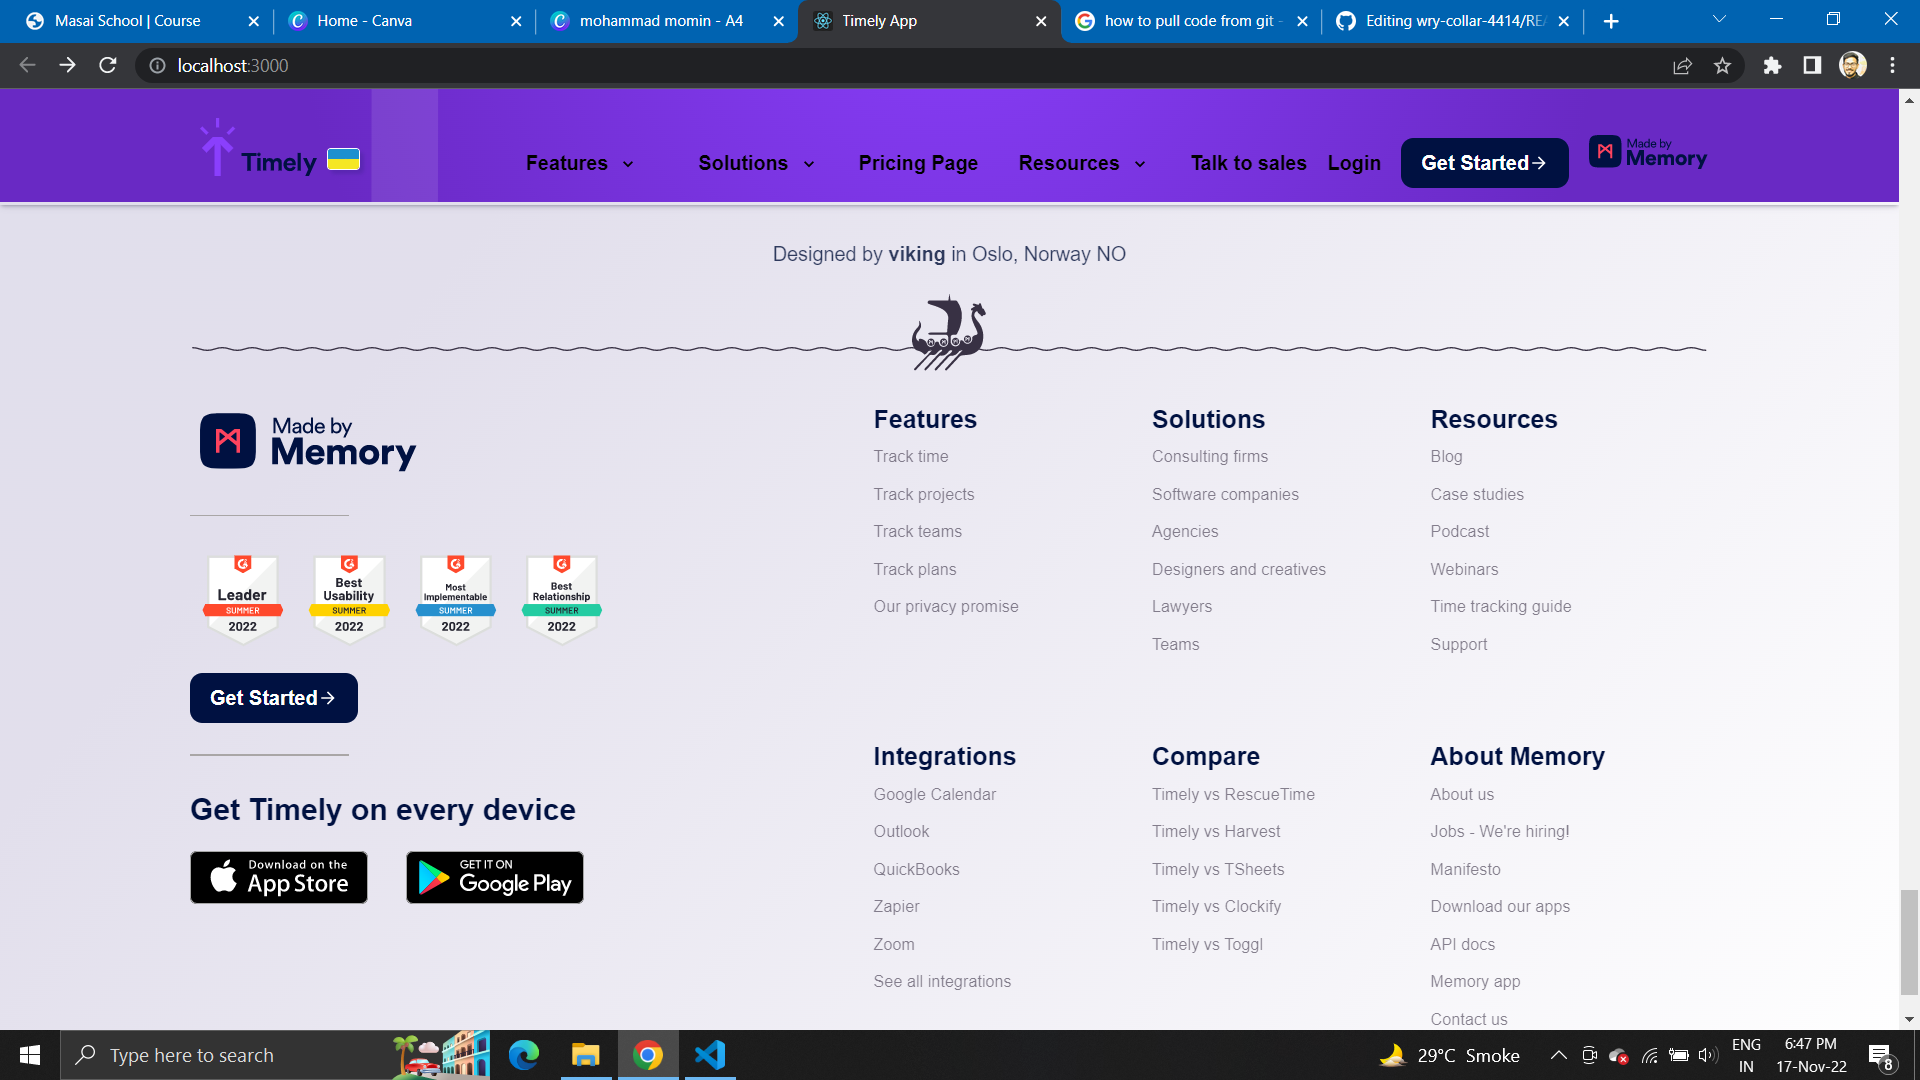 Masai School | Course
Home - Canva
mohammad momin - A4
Timely App
how to pull code from git -
Editing wry-collar-4414/REA
localhost:3000
Timely
Features
Solutions
Pricing Page
Resources
Talk to sales
Login
Get Started→
Made by
Memory
Designed by viking in Oslo, Norway NO
Made by
Memory
Leader
SUMMER
2022
Best
Usability
SUMMER
2022
Most
Implementable
SUMMER
2022
Best
Relationship
SUMMER
2022
Get Started→
Get Timely on every device
Download on the
App Store
GET IT ON
Google Play
Features
Track time
Track projects
Track teams
Track plans
Our privacy promise
Solutions
Consulting firms
Software companies
Agencies
Designers and creatives
Lawyers
Teams
Resources
Blog
Case studies
Podcast
Webinars
Time tracking guide
Support
Integrations
Google Calendar
Outlook
QuickBooks
Zapier
Zoom
See all integrations
Compare
Timely vs RescueTime
Timely vs Harvest
Timely vs TSheets
Timely vs Clockify
Timely vs Toggl
About Memory
About us
Jobs - We're hiring!
Manifesto
Download our apps
API docs
Memory app
Contact us
Type here to search
29°C Smoke
ENG
IN
6:47 PM
17-Nov-22
8